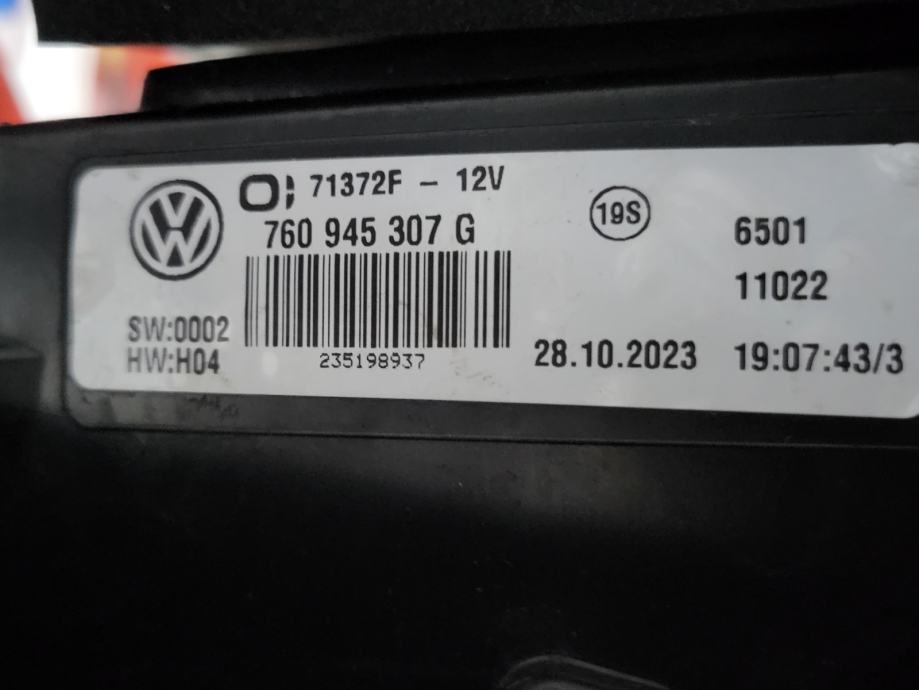 71372F - 12V
760 945 307 G
19S
6501
11022
SW:0002
HW:H04
235198937
28.10.2023 19:07:43/3